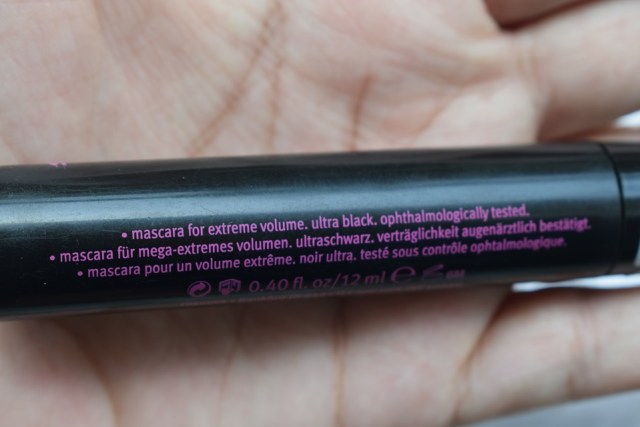 • mascara for extreme volume. ultra black. ophthalmologically tested.
• mascara für mega-extremes volumen. ultraschwarz. verträglichkeit augenärztlich bestätigt.
• mascara pour un volume extrême. noir ultra. testé sous contrôle ophtalmologique.
0.40 fl. oz/12 ml ℮ 6M